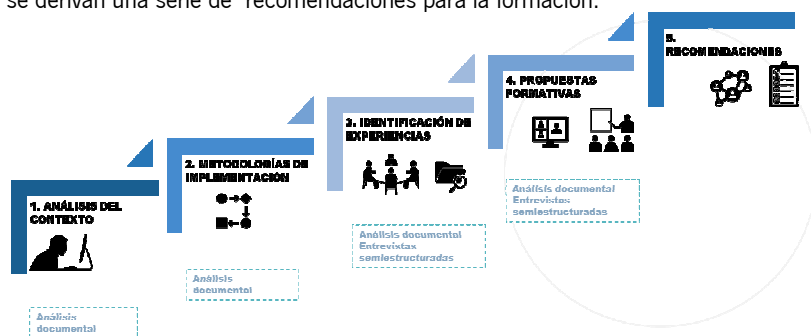 se derivan una serie de recomendaciones para la formación.
5.
RECOMENDACIONES
4. PROPUESTAS
FORMATIVAS
3. IDENTIFICACIÓN DE
EXPERIENCIAS
2. METODOLOGÍAS DE
IMPLEMENTACIÓN
1. ANÁLISIS DEL
CONTEXTO
Análisis documental
Entrevistas
semiestructuradas
Análisis documental
Entrevistas
semiestructuradas
Análisis
documental
Análisis
documental